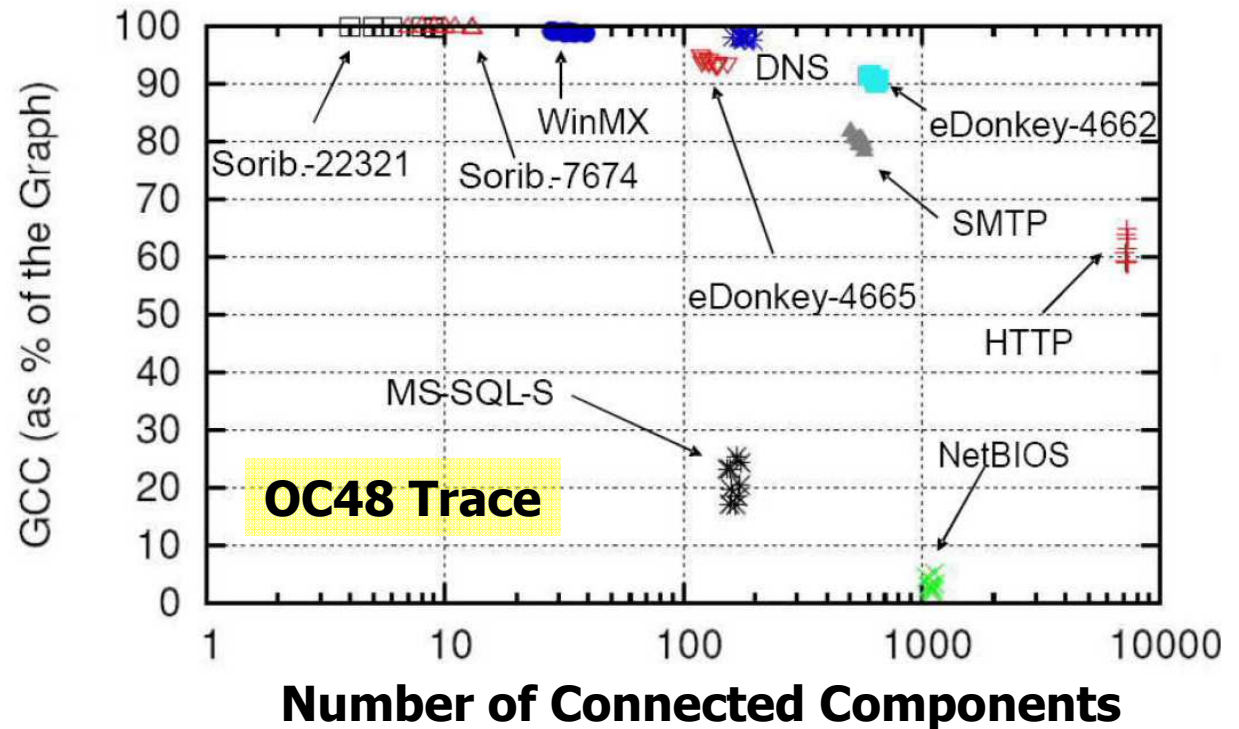 GCC (as % of the Graph)
100
90
80
70
60
50
40
30
20
10
0
DNS
WinMX
eDonkey-4662
Sorib.-22321
Sorib.-7674
SMTP
eDonkey-4665
HTTP
MS-SQL-S
NetBIOS
OC48 Trace
1
10
100
1000
10000
Number of Connected Components